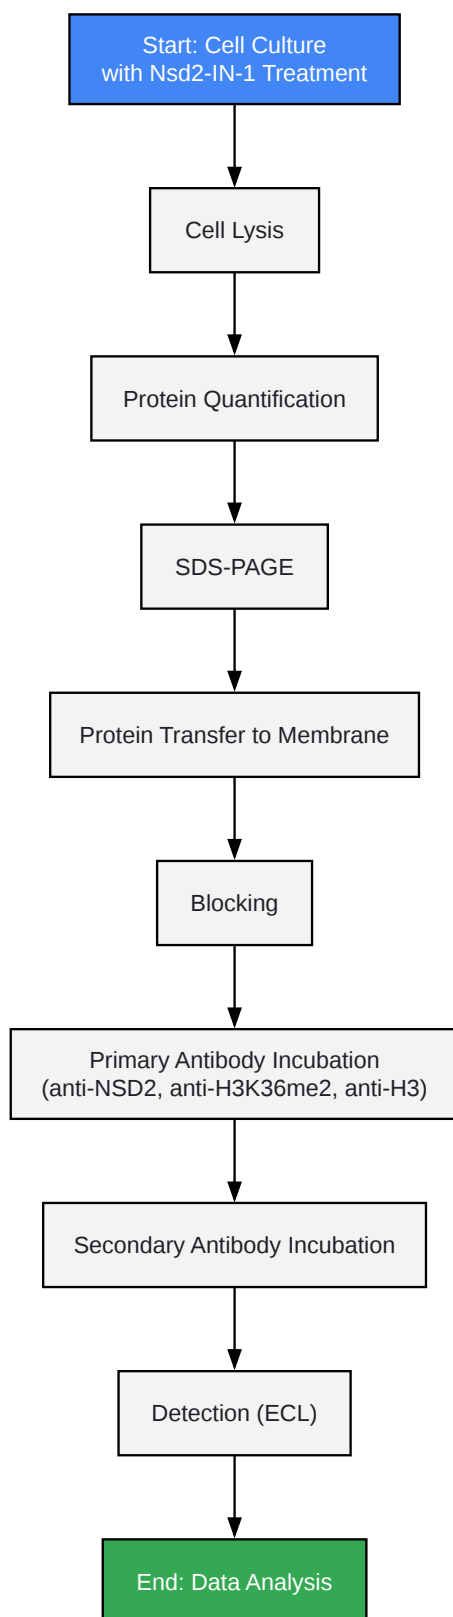 Start: Cell Culture
with Nsd2-IN-1 Treatment
Cell Lysis
Protein Quantification
SDS-PAGE
Protein Transfer to Membrane
Blocking
Primary Antibody Incubation
(anti-NSD2, anti-H3K36me2, anti-H3)
Secondary Antibody Incubation
Detection (ECL)
End: Data Analysis